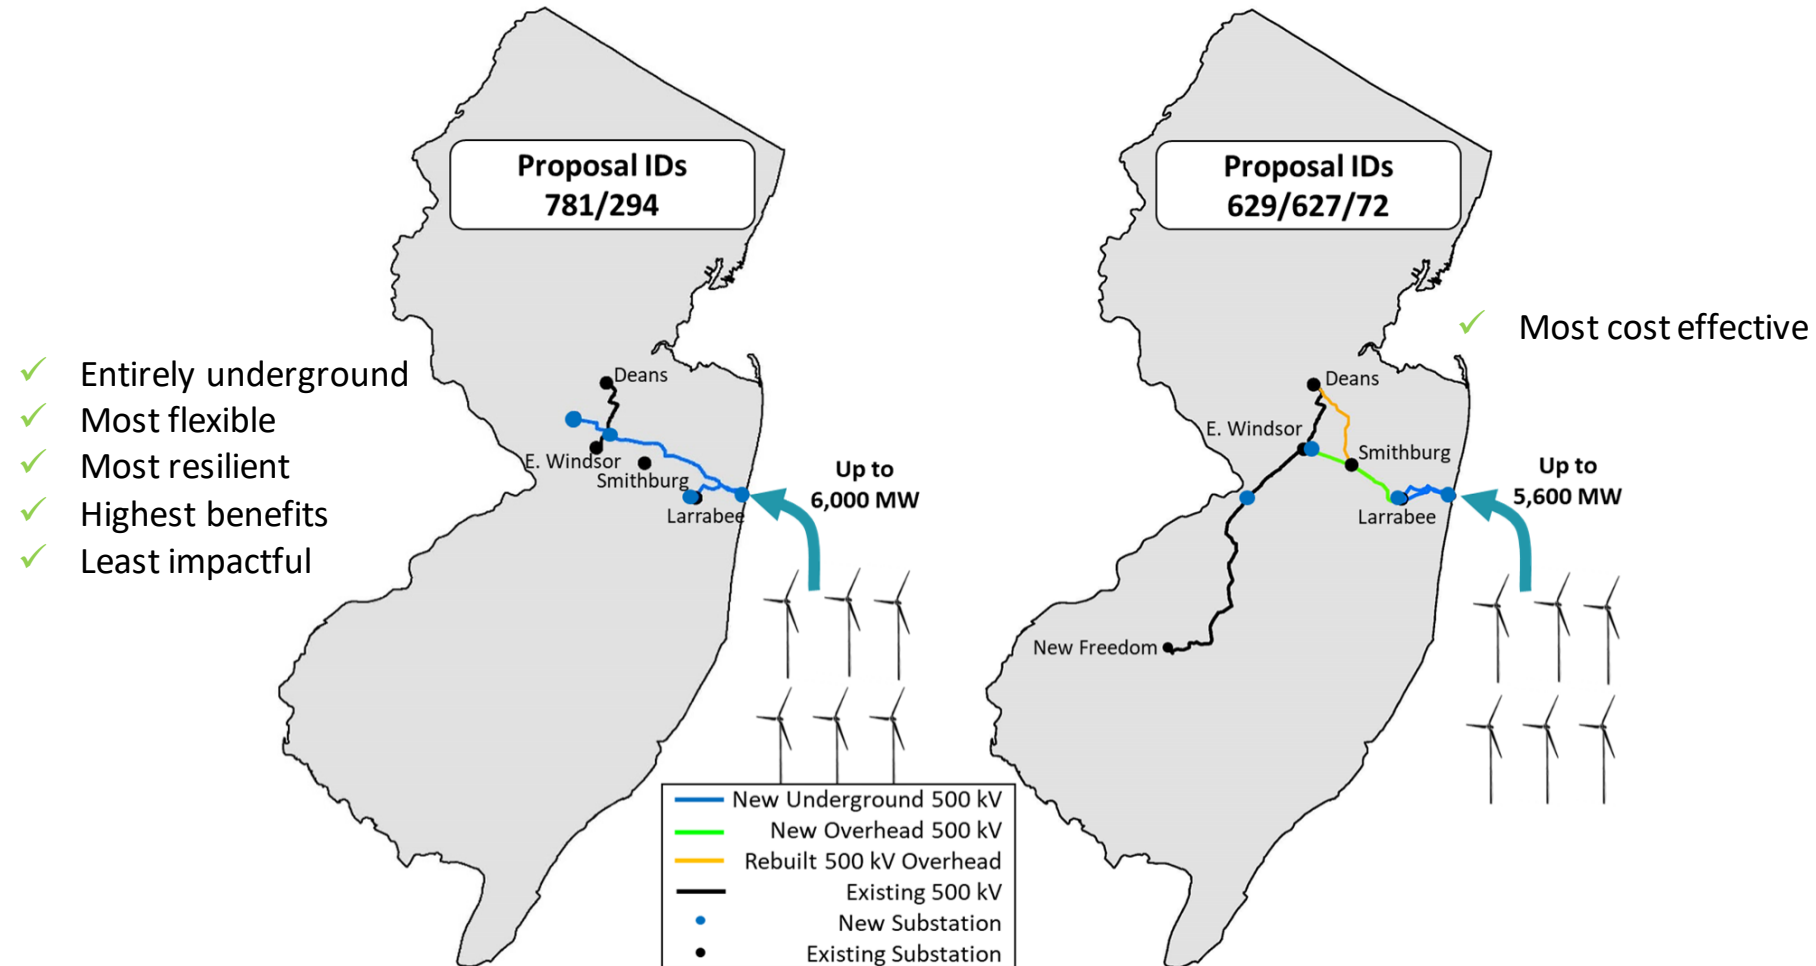 Proposal IDs
781/294
Entirely underground
Most flexible
Most resilient
Highest benefits
Least impactful
Deans
E. Windsor
Smithburg
Larrabee
Up to
6,000 MW
Proposal IDs
629/627/72
Most cost effective
Deans
E. Windsor
Smithburg
Larrabee
New Freedom
Up to
5,600 MW
New Underground 500 kV
New Overhead 500 kV
Rebuilt 500 kV Overhead
Existing 500 kV
New Substation
Existing Substation